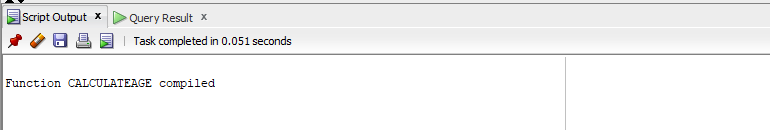 Script Output x Query Result x
Task completed in 0.051 seconds
Function CALCULATEAGE compiled